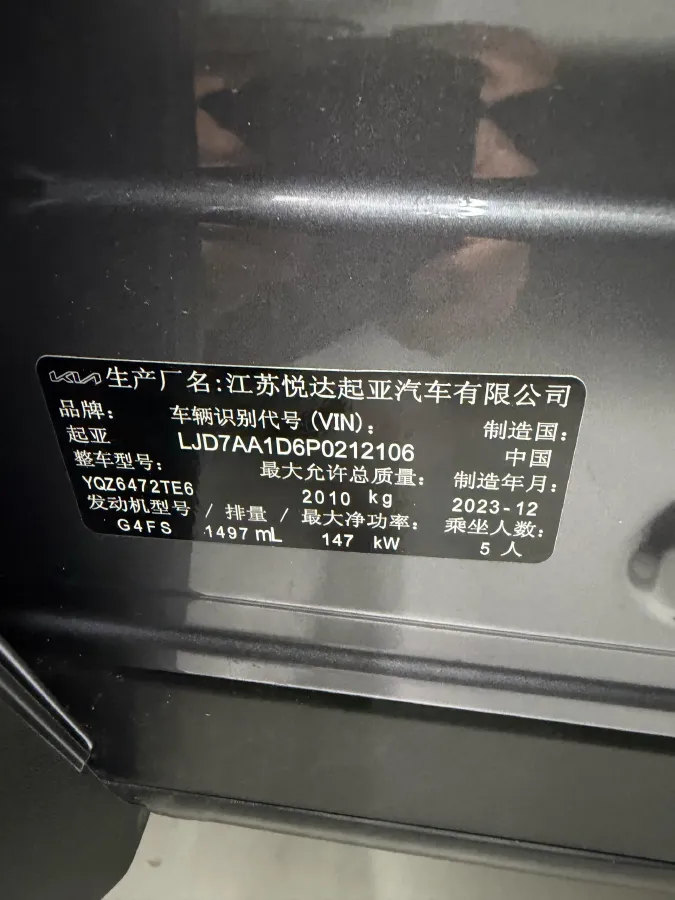 KIA 生产厂名:江苏悦达起亚汽车有限公司
品牌: 车辆识别代号(VIN): 制造国:
起亚 LJD7AA1D6P0212106 中国
整车型号: 最大允许总质量: 制造年月:
YQZ6472TE6 2010 kg 2023-12
发动机型号 / 排量 / 最大净功率: 乘坐人数:
G4FS 1497 mL 147 kW 5 人